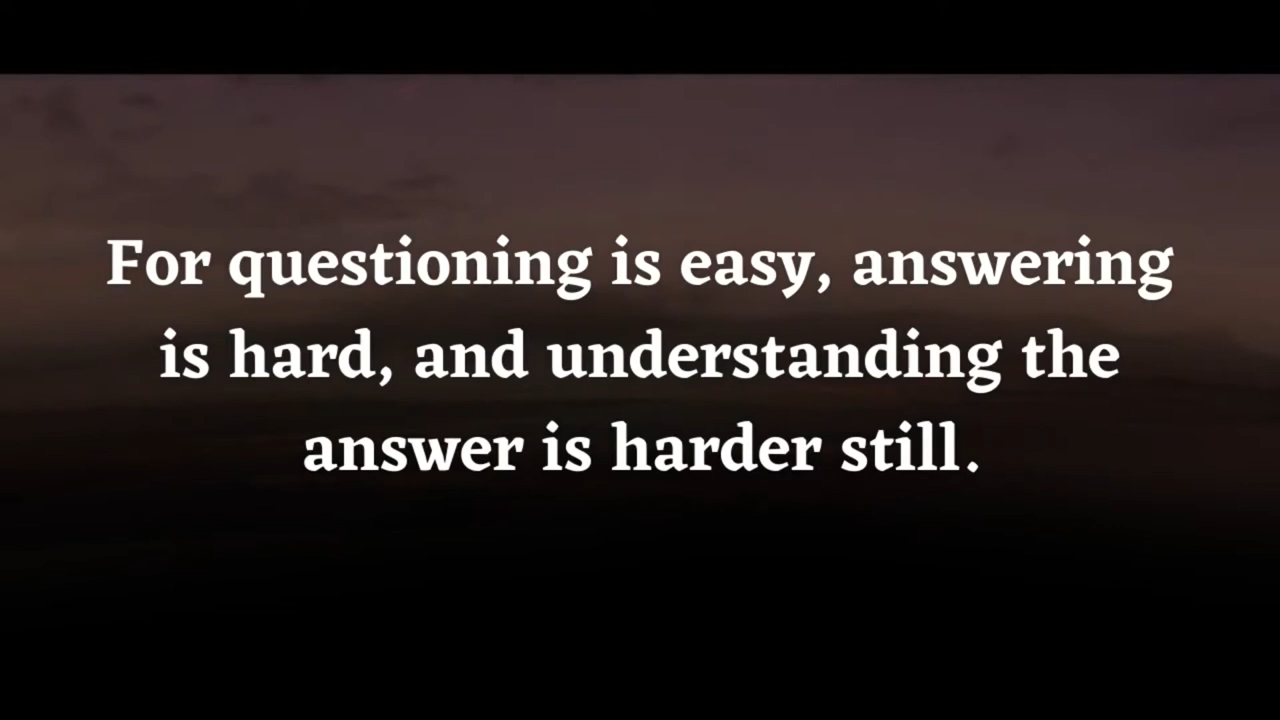 For questioning is easy, answering
is hard, and understanding the
answer is harder still.